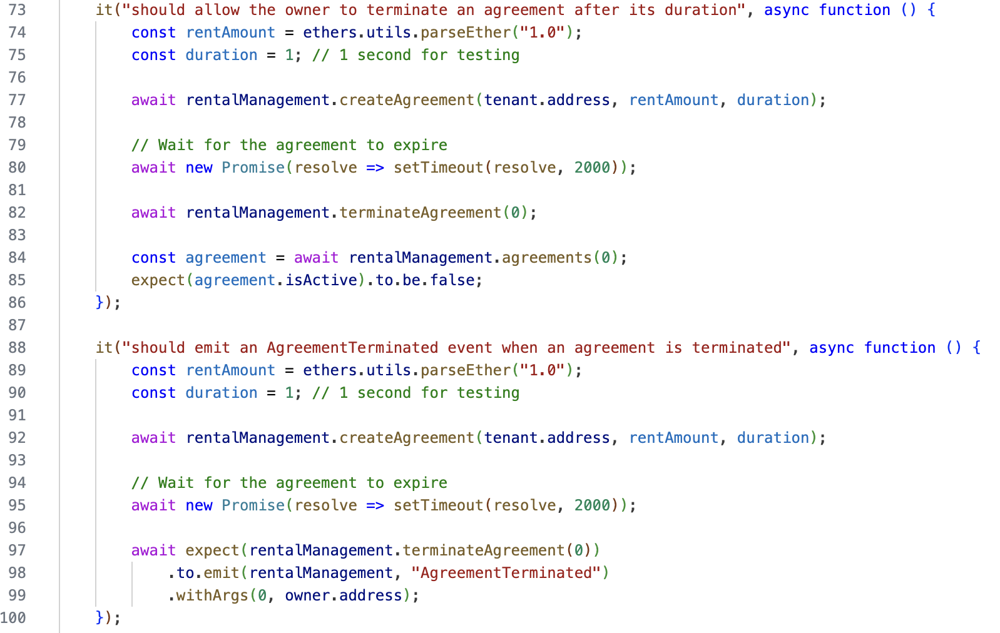 73 it("should allow the owner to terminate an agreement after its duration", async function () {
74 const rentAmount = ethers.utils.parseEther("1.0");
75 const duration = 1; // 1 second for testing
76
77 await rentalManagement.createAgreement(tenant.address, rentAmount, duration);
78
79 // Wait for the agreement to expire
80 await new Promise(resolve => setTimeout(resolve, 2000));
81
82 await rentalManagement.terminateAgreement(0);
83
84 const agreement = await rentalManagement.agreements(0);
85 expect(agreement.isActive).to.be.false;
86 });
87
88 it("should emit an AgreementTerminated event when an agreement is terminated", async function () {
89 const rentAmount = ethers.utils.parseEther("1.0");
90 const duration = 1; // 1 second for testing
91
92 await rentalManagement.createAgreement(tenant.address, rentAmount, duration);
93
94 // Wait for the agreement to expire
95 await new Promise(resolve => setTimeout(resolve, 2000));
96
97 await expect(rentalManagement.terminateAgreement(0))
98 .to.emit(rentalManagement, "AgreementTerminated")
99 .withArgs(0, owner.address);
100 });